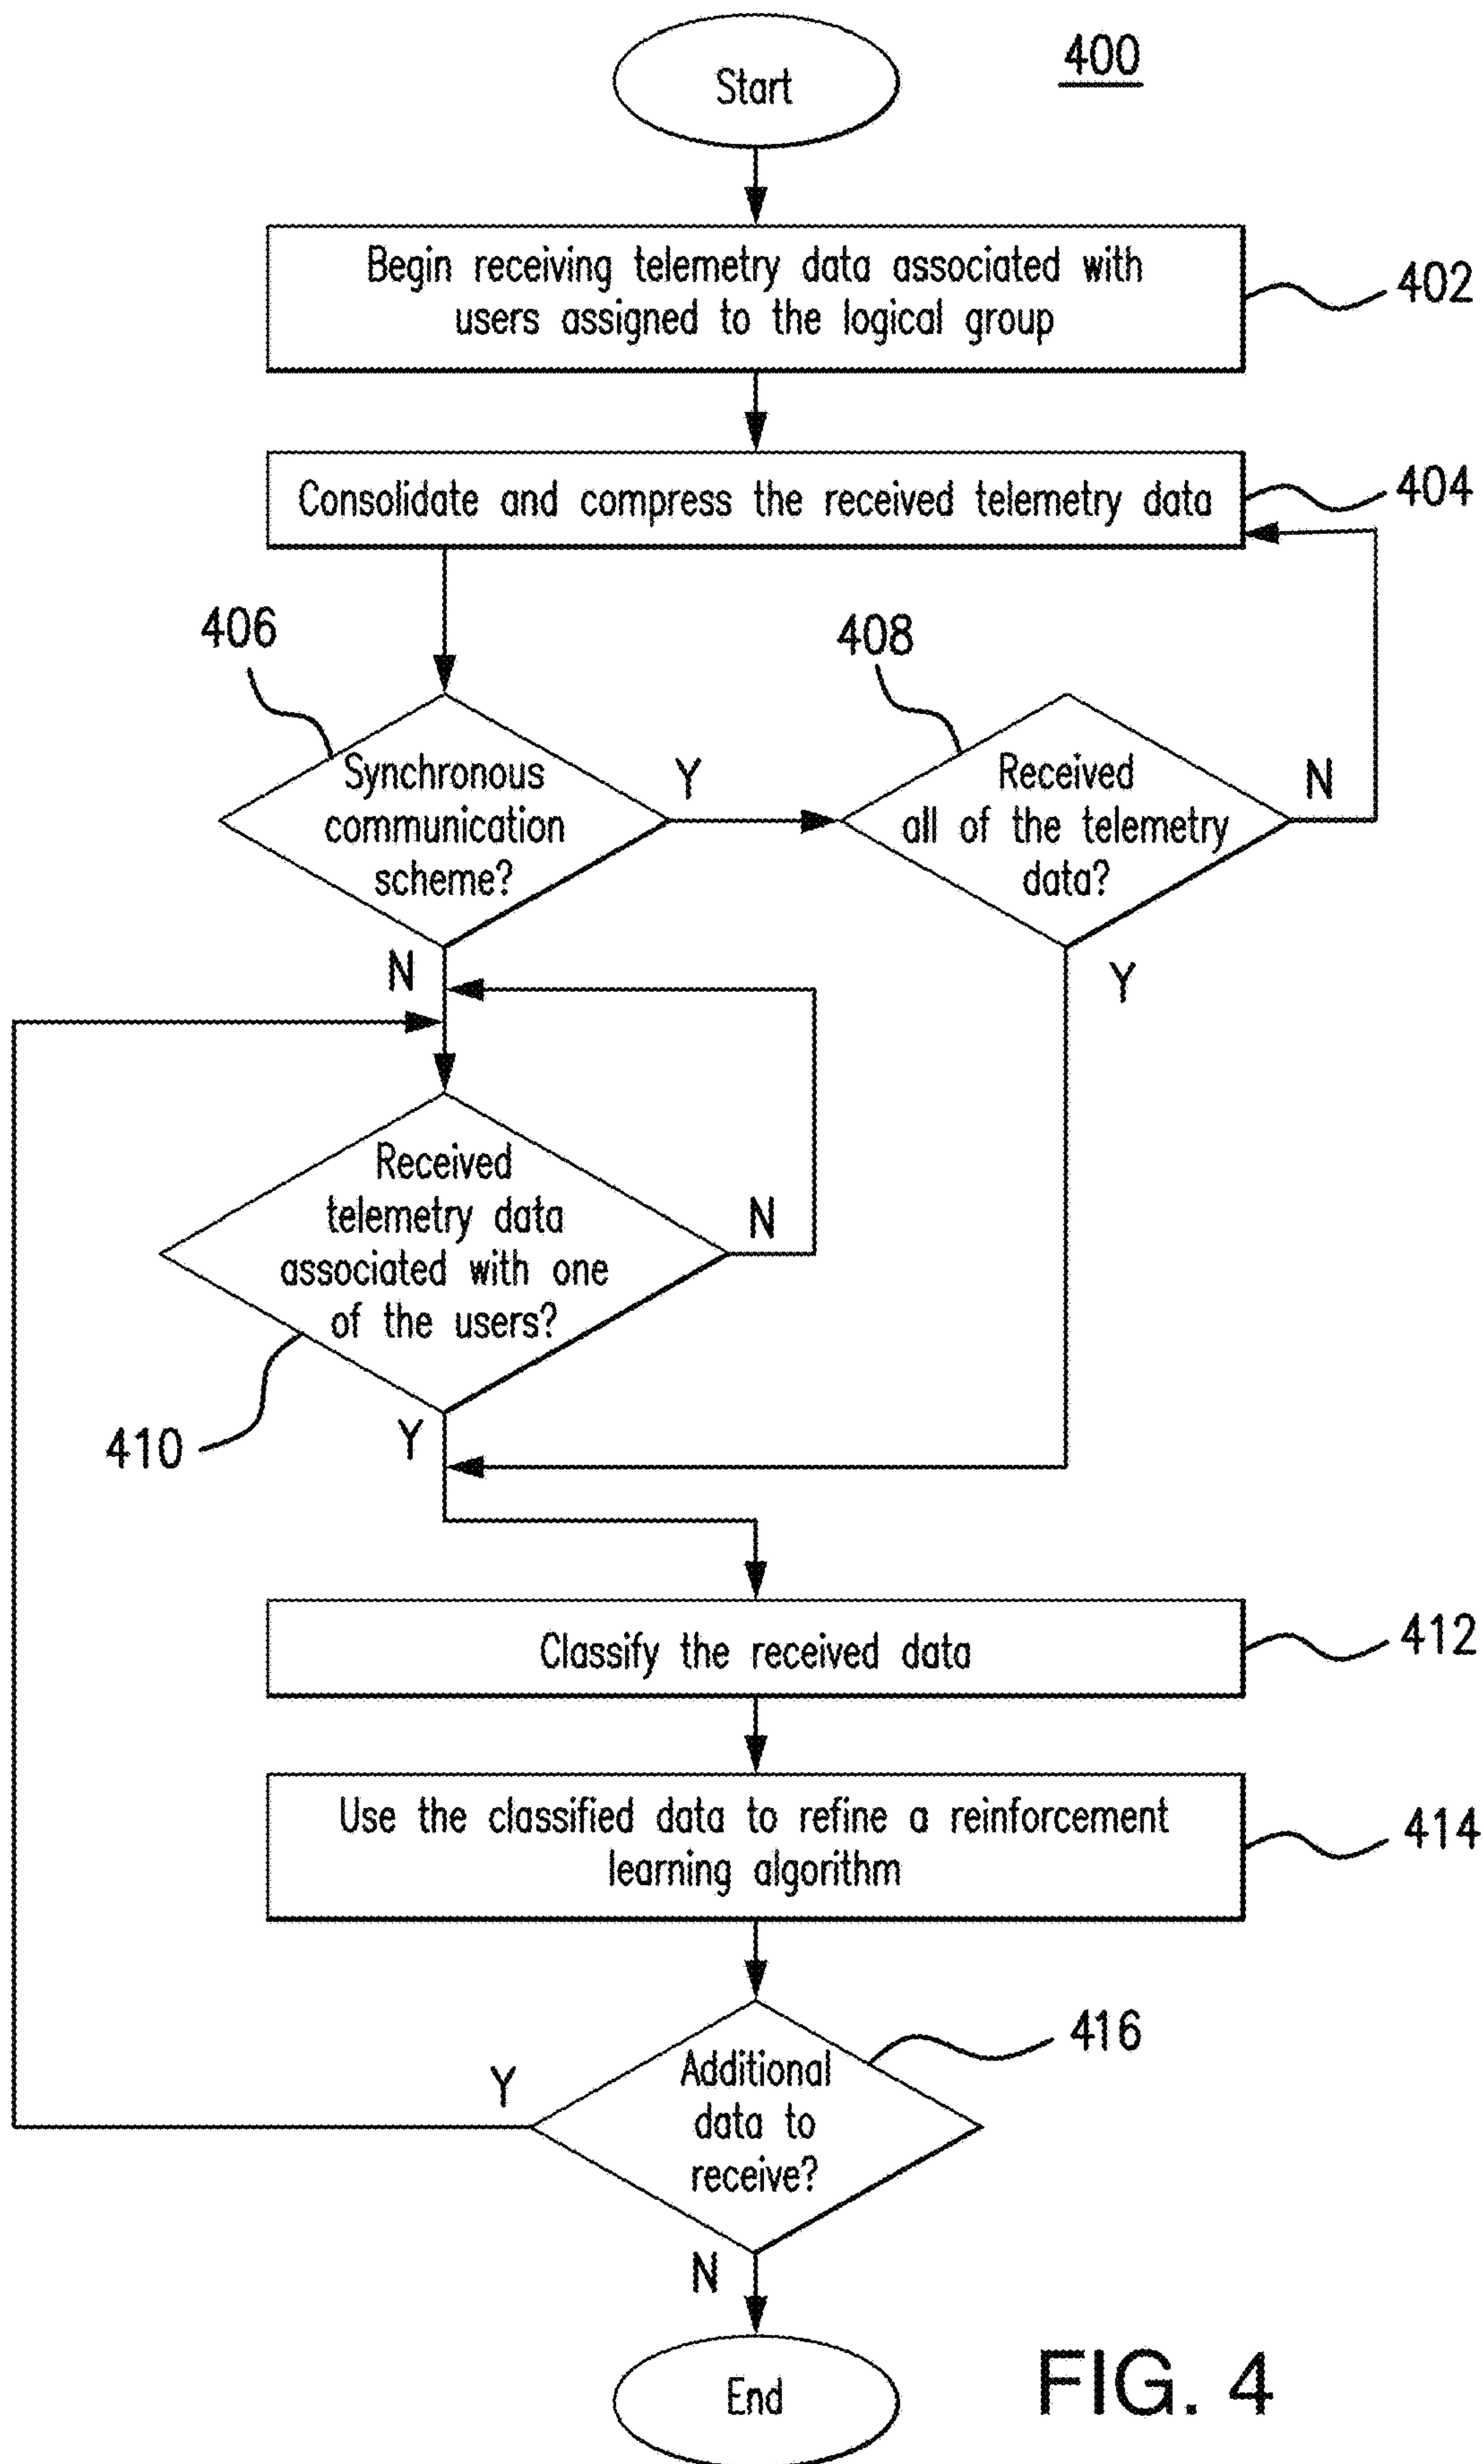 Start
400
Begin receiving telemetry data associated with
users assigned to the logical group
402
Consolidate and compress the received telemetry data
404
406
408
Synchronous
communication
scheme?
Y
Received
all of the telemetry
data?
N
N
Y
Received
telemetry data
associated with one
of the users?
N
410
Y
Classify the received data
412
Use the classified data to refine a reinforcement
learning algorithm
414
416
Additional
data to
receive?
Y
N
End
FIG. 4